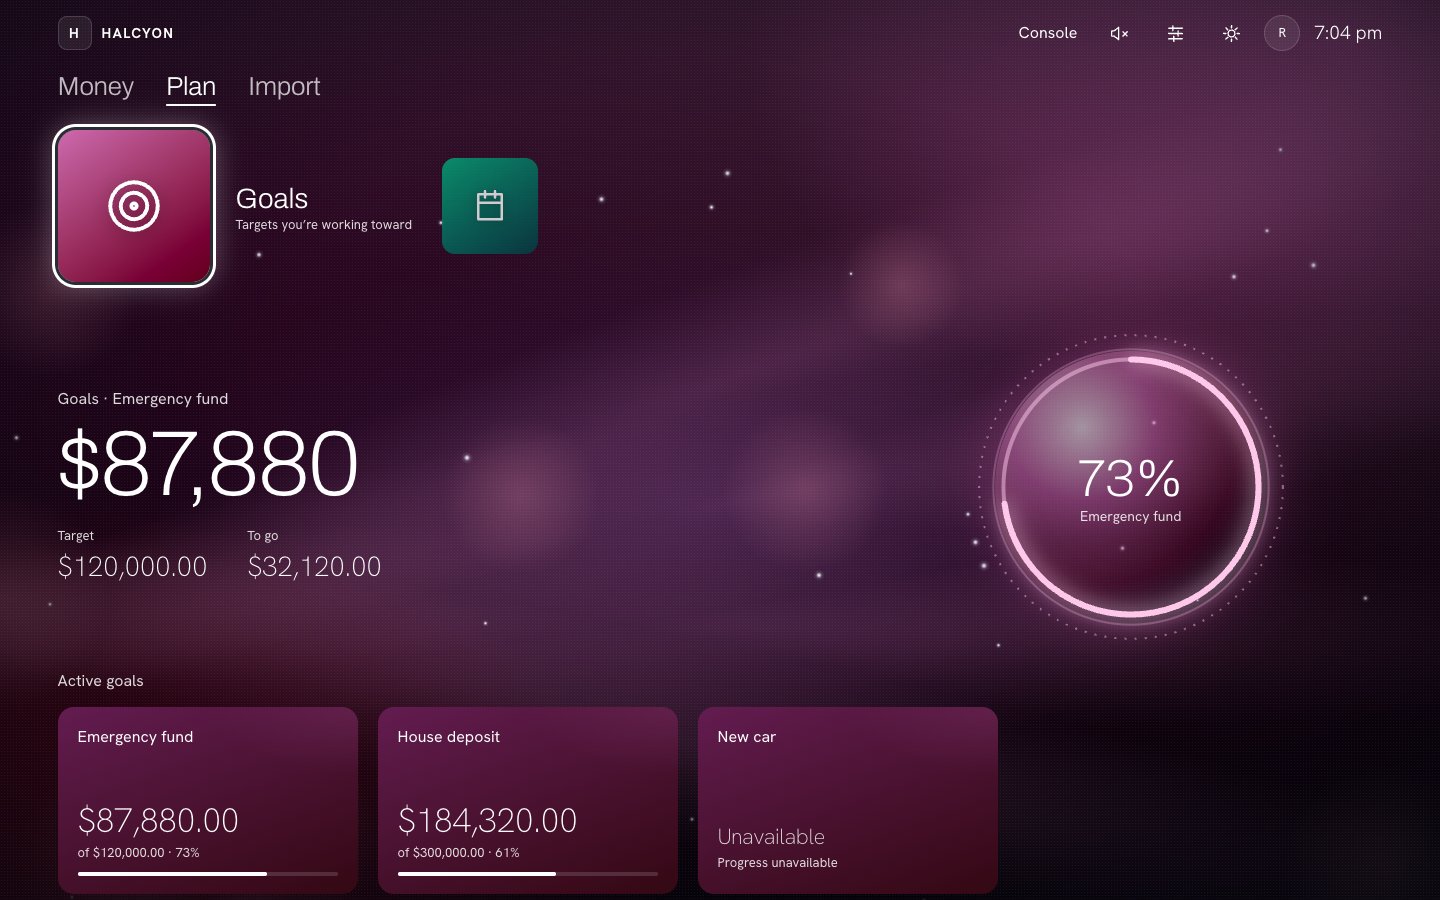 H HALCYON
Console
R
7:04 pm
Money Plan Import
Goals
Targets you’re working toward
Goals · Emergency fund
$87,880
Target To go
$120,000.00 $32,120.00
73%
Emergency fund
Active goals
Emergency fund
$87,880.00
of $120,000.00 · 73%
House deposit
$184,320.00
of $300,000.00 · 61%
New car
Unavailable
Progress unavailable